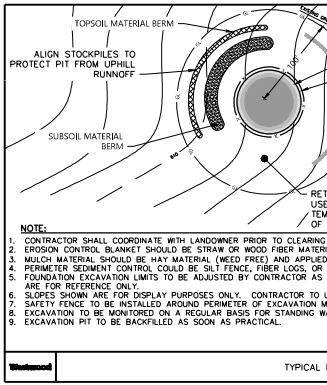 TOPSOIL MATERIAL BERM
ALIGN STOCKPILES TO
PROTECT PIT FROM UPHILL
RUNOFF
EXISTING
100'
SUBSOIL MATERIAL
BERM
810
RET
USE
TEM
OF
NOTE:
1. CONTRACTOR SHALL COORDINATE WITH LANDOWNER PRIOR TO CLEARING
2. EROSION CONTROL BLANKET SHOULD BE STRAW OR WOOD FIBER MATERI
3. MULCH MATERIAL SHOULD BE HAY MATERIAL (WEED FREE) AND APPLIED
4. PERIMETER SEDIMENT CONTROL COULD BE SILT FENCE, FIBER LOGS, OR
5. FOUNDATION EXCAVATION LIMITS TO BE ADJUSTED BY CONTRACTOR AS
ARE FOR REFERENCE ONLY.
6. SLOPES SHOWN ARE FOR DISPLAY PURPOSES ONLY. CONTRACTOR TO U
7. SAFETY FENCE TO BE INSTALLED AROUND PERIMETER OF EXCAVATION M
8. EXCAVATION TO BE MONITORED ON A REGULAR BASIS FOR STANDING WA
9. EXCAVATION PIT TO BE BACKFILLED AS SOON AS PRACTICAL.
Westwood
TYPICAL